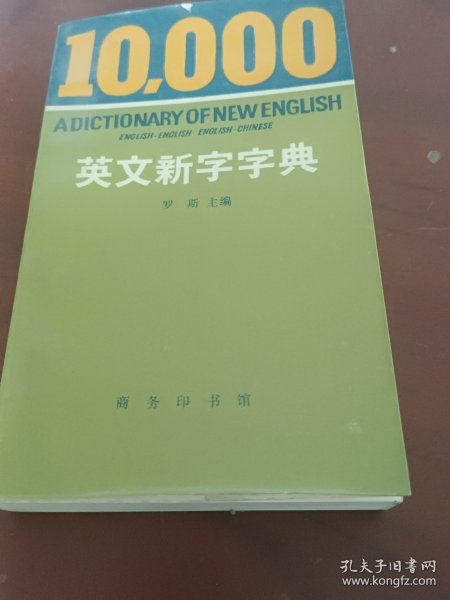 10,000
A DICTIONARY OF NEW ENGLISH
ENGLISH-ENGLISH ENGLISH-CHINESE
英文新字字典
罗斯 主编
商务印书馆
孔夫子旧书网
www.kongfz.com